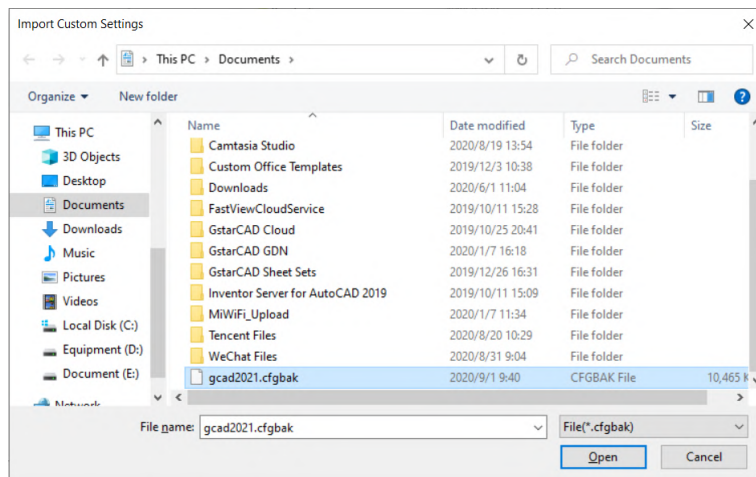 Import Custom Settings
This PC > Documents >
Search Documents
Organize New folder
Name Date modified Type Size
This PC
3D Objects
Desktop
Documents
Downloads
Music
Pictures
Videos
Local Disk (C:)
Equipment (D:)
Document (E:)
Network
Camtasia Studio 2020/8/19 13:54 File folder
Custom Office Templates 2019/12/3 10:38 File folder
Downloads 2020/6/1 11:04 File folder
FastViewCloudService 2019/10/11 15:28 File folder
GstarCAD Cloud 2019/10/25 20:41 File folder
GstarCAD GDN 2020/1/7 16:18 File folder
GstarCAD Sheet Sets 2019/12/26 16:31 File folder
Inventor Server for AutoCAD 2019 2019/10/11 15:09 File folder
MiWiFi_Upload 2020/1/7 11:34 File folder
Tencent Files 2020/8/20 10:29 File folder
WeChat Files 2020/8/31 9:04 File folder
gcad2021.cfgbak 2020/9/1 9:40 CFGBAK File 10,465 K
File name: gcad2021.cfgbak File(*.cfgbak)
Open Cancel